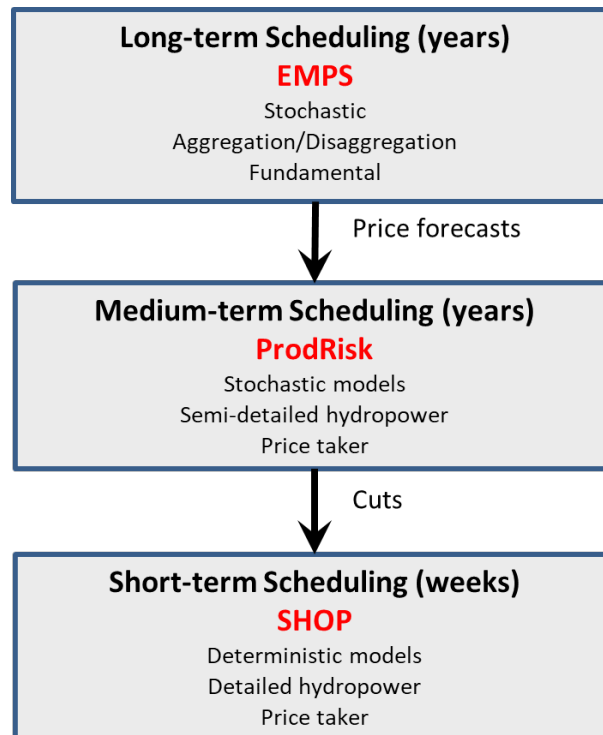 Long-term Scheduling (years)
EMPS
Stochastic
Aggregation/Disaggregation
Fundamental
Price forecasts
Medium-term Scheduling (years)
ProdRisk
Stochastic models
Semi-detailed hydropower
Price taker
Cuts
Short-term Scheduling (weeks)
SHOP
Deterministic models
Detailed hydropower
Price taker